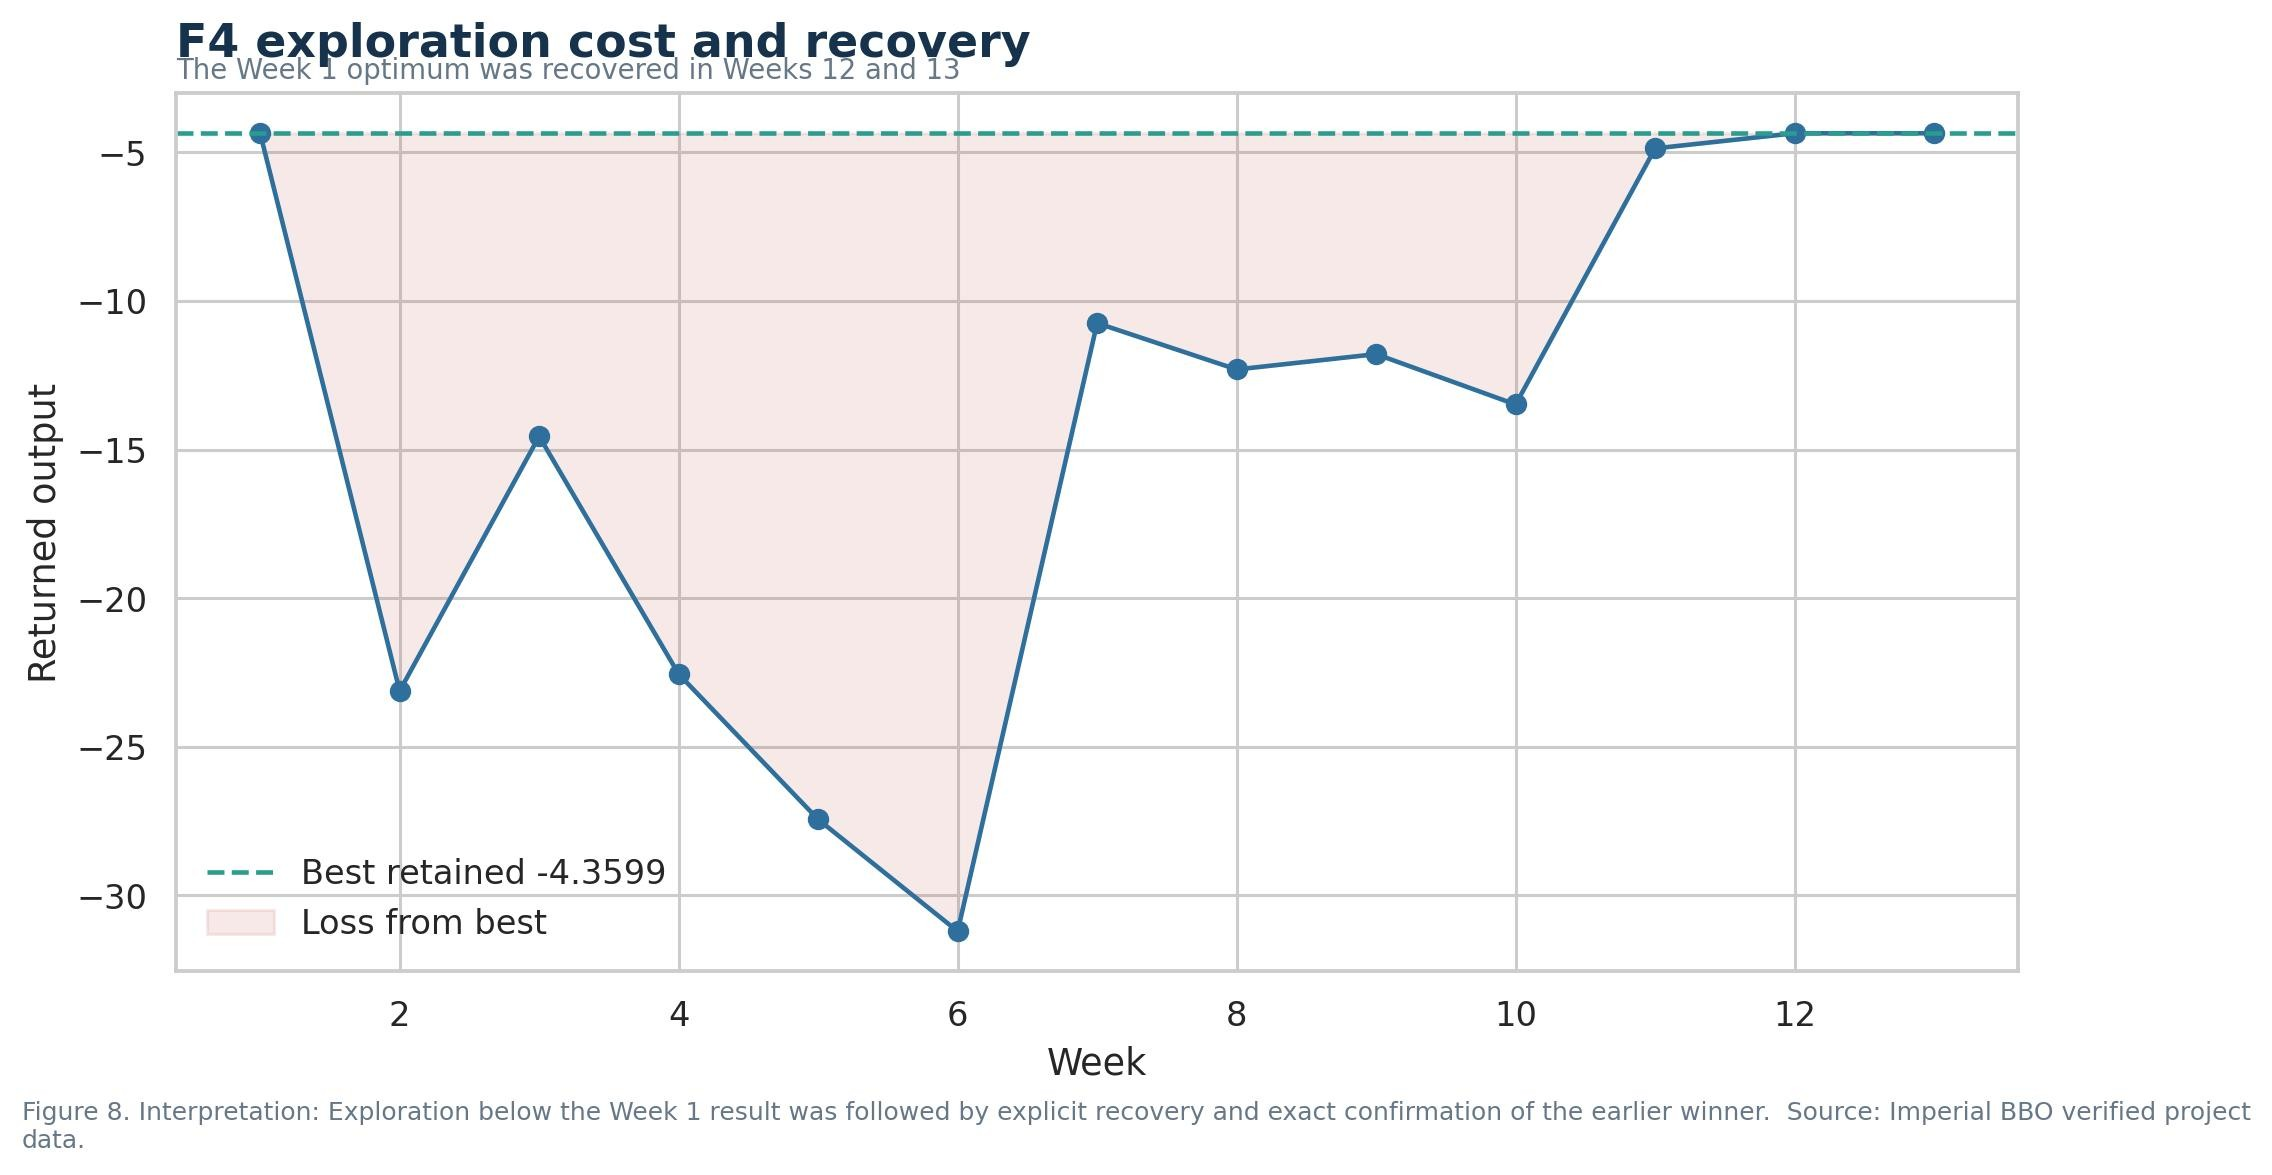 F4 exploration cost and recovery
The Week 1 optimum was recovered in Weeks 12 and 13
Returned output
−5
−10
−15
−20
−25
−30
Best retained -4.3599
Loss from best
2 4 6 8 10 12
Week
Figure 8. Interpretation: Exploration below the Week 1 result was followed by explicit recovery and exact confirmation of the earlier winner.  Source: Imperial BBO verified project
data.